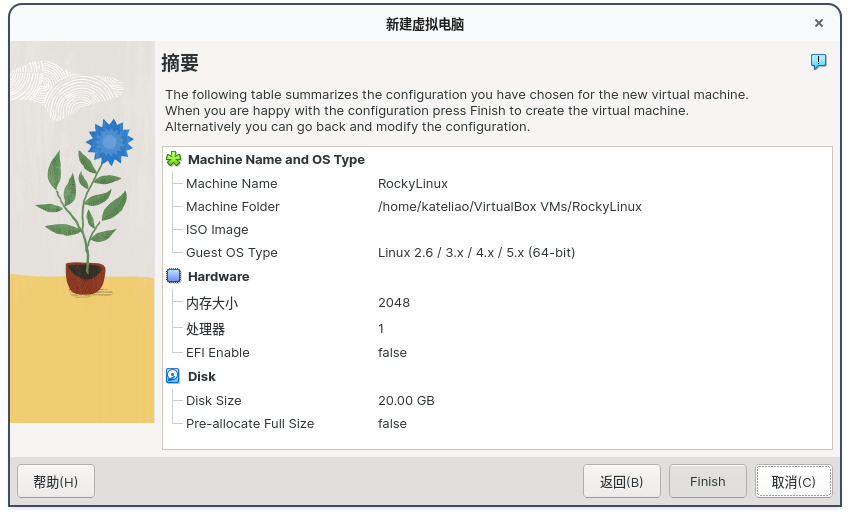 新建虚拟电脑
摘要
The following table summarizes the configuration you have chosen for the new virtual machine.
When you are happy with the configuration press Finish to create the virtual machine.
Alternatively you can go back and modify the configuration.
Machine Name and OS Type
Machine Name RockyLinux
Machine Folder /home/kateliao/VirtualBox VMs/RockyLinux
ISO Image
Guest OS Type Linux 2.6 / 3.x / 4.x / 5.x (64-bit)
Hardware
内存大小 2048
处理器 1
EFI Enable false
Disk
Disk Size 20.00 GB
Pre-allocate Full Size false
帮助(H) 返回(B) Finish 取消(C)